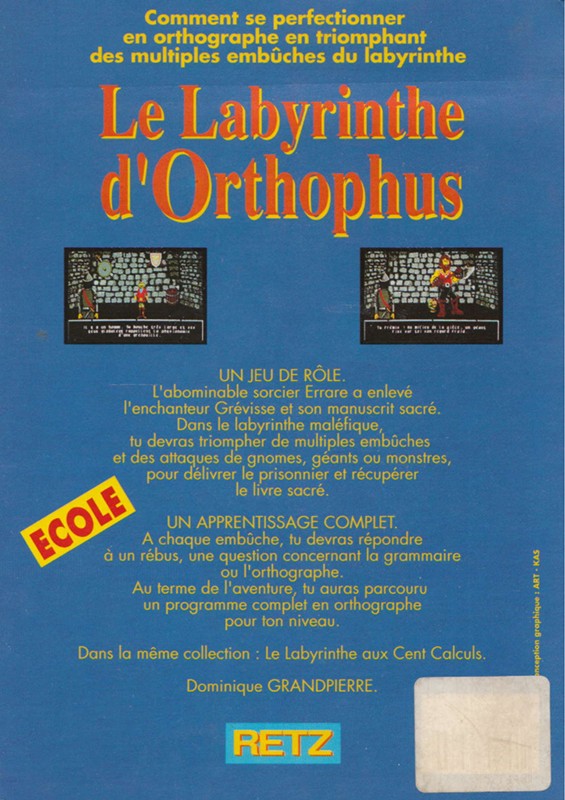 Comment se perfectionner
en orthographe en triomphant
des multiples embûches du labyrinthe
Le Labyrinthe
d'Orthophus
UN JEU DE RÔLE.
L'abominable sorcier Errare a enlevé
l'enchanteur Grévisse et son manuscrit sacré.
Dans le labyrinthe maléfique,
tu devras triompher de multiples embûches
et des attaques de gnomes, géants ou monstres,
pour délivrer le prisonnier et récupérer
le livre sacré.
ECOLE
UN APPRENTISSAGE COMPLET.
A chaque embûche, tu devras répondre
à un rébus, une question concernant la grammaire
ou l'orthographe.
Au terme de l'aventure, tu auras parcouru
un programme complet en orthographe
pour ton niveau.
Dans la même collection : Le Labyrinthe aux Cent Calculs.
Dominique GRANDPIERRE.
onception graphique : ART • KAS
RETZ